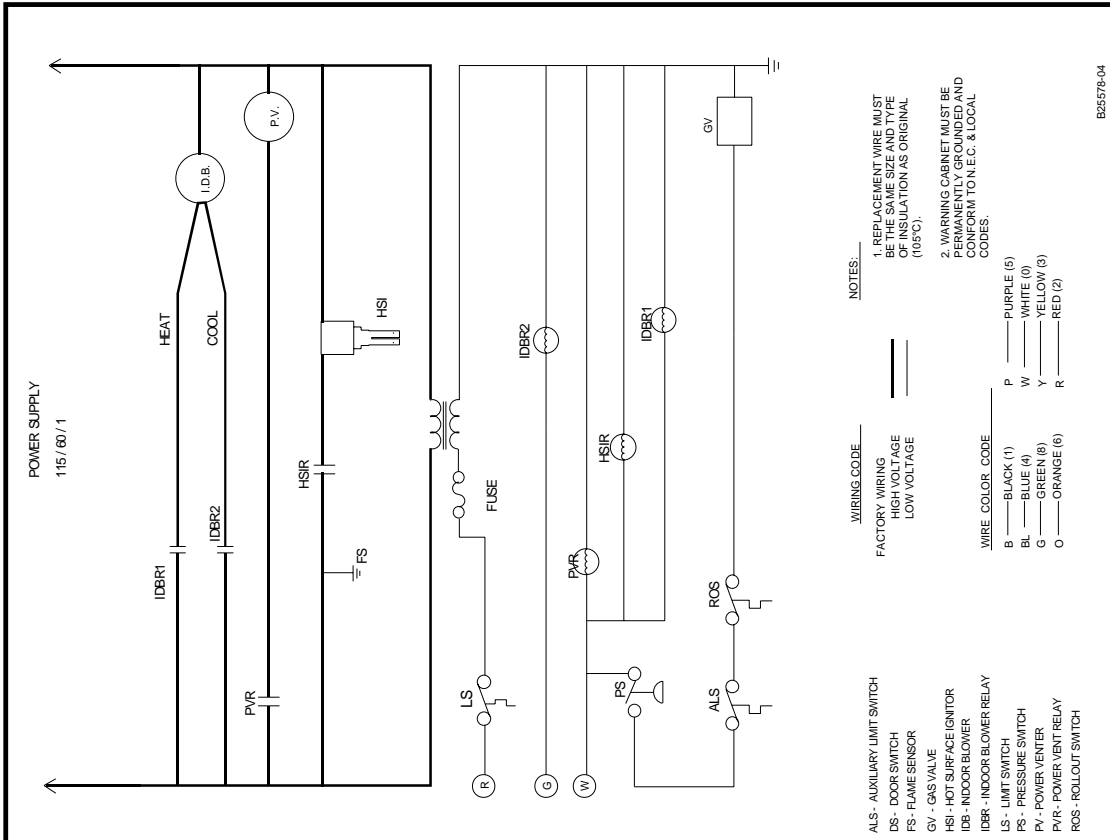 POWER SUPPLY
115 / 60 / 1
HEAT
COOL
I.D.B.
P.V.
IDBR1
IDBR2
PVR
HSIR
HSI
FS
FUSE
LS
R
G
W
IDBR2
PVR
HSIR
IDBR1
PS
ALS
ROS
GV
ALS - AUXILIARY LIMIT SWITCH
DS - DOOR SWITCH
FS - FLAME SENSOR
GV - GAS VALVE
HSI - HOT SURFACE IGNITOR
IDB - INDOOR BLOWER
IDBR - INDOOR BLOWER RELAY
LS - LIMIT SWITCH
PS - PRESSURE SWITCH
PV - POWER VENTER
PVR - POWER VENT RELAY
ROS - ROLLOUT SWITCH
WIRING CODE
FACTORY WIRING
HIGH VOLTAGE
LOW VOLTAGE
WIRE COLOR CODE
B BLACK (1)
BL BLUE (4)
G GREEN (8)
O ORANGE (6)
P PURPLE (5)
W WHITE (0)
Y YELLOW (3)
R RED (2)
NOTES:
1. REPLACEMENT WIRE MUST
BE THE SAME SIZE AND TYPE
OF INSULATION AS ORIGINAL
(105°C).
2. WARNING CABINET MUST BE
PERMANENTLY GROUNDED AND
CONFORM TO N.E.C. & LOCAL
CODES.
B25578-04